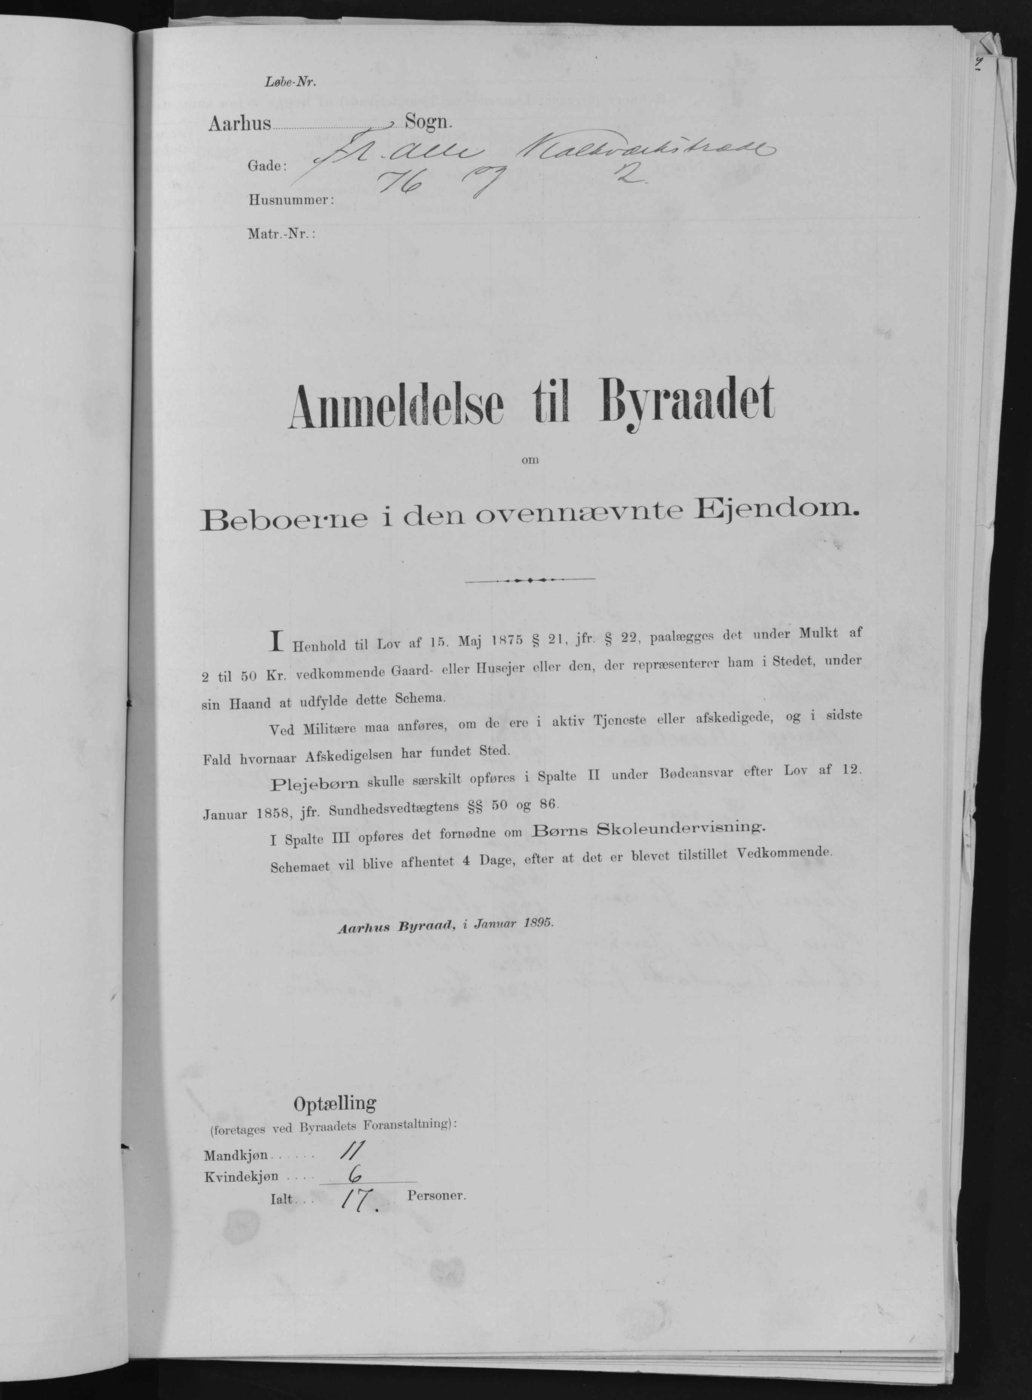 Løbe-Nr.
Aarhus Sogn.
Gade: Fr. Alle Kalkværksstræde
Husnummer: 76 og 2.
Matr.-Nr.:
Anmeldelse til Byraadet
om
Beboerne i den ovennævnte Ejendom.
I Henhold til Lov af 15. Maj 1875 § 21, jfr. § 22, paalægges det under Mulkt af
2 til 50 Kr. vedkommende Gaard- eller Husejer eller den, der repræsenterer ham i Stedet, under
sin Haand at udfylde dette Schema.
Ved Militære maa anføres, om de ere i aktiv Tjeneste eller afskedigede, og i sidste
Fald hvornaar Afskedigelsen har fundet Sted.
Plejebørn skulle særskilt opføres i Spalte II under Bødeansvar efter Lov af 12.
Januar 1858, jfr. Sundhedsvedtægtens §§ 50 og 86.
I Spalte III opføres det fornødne om Børns Skoleundervisning.
Schemaet vil blive afhentet 4 Dage, efter at det er blevet tilstillet Vedkommende.
Aarhus Byraad, i Januar 1895.
Optælling
(foretages ved Byraadets Foranstaltning):
Mandkjøn...... 11
Kvindekjøn .... 6
Ialt... 17. Personer.